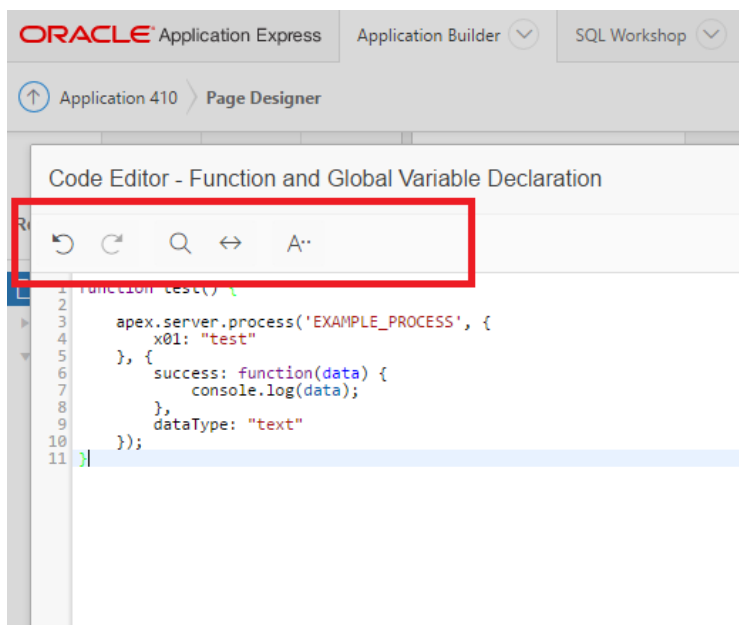 ORACLE Application Express Application Builder SQL Workshop
Application 410 Page Designer
Code Editor - Function and Global Variable Declaration
A··
1 function test() {
2
3 apex.server.process('EXAMPLE_PROCESS', {
4 x01: "test"
5 }, {
6 success: function(data) {
7 console.log(data);
8 },
9 dataType: "text"
10 });
11 }